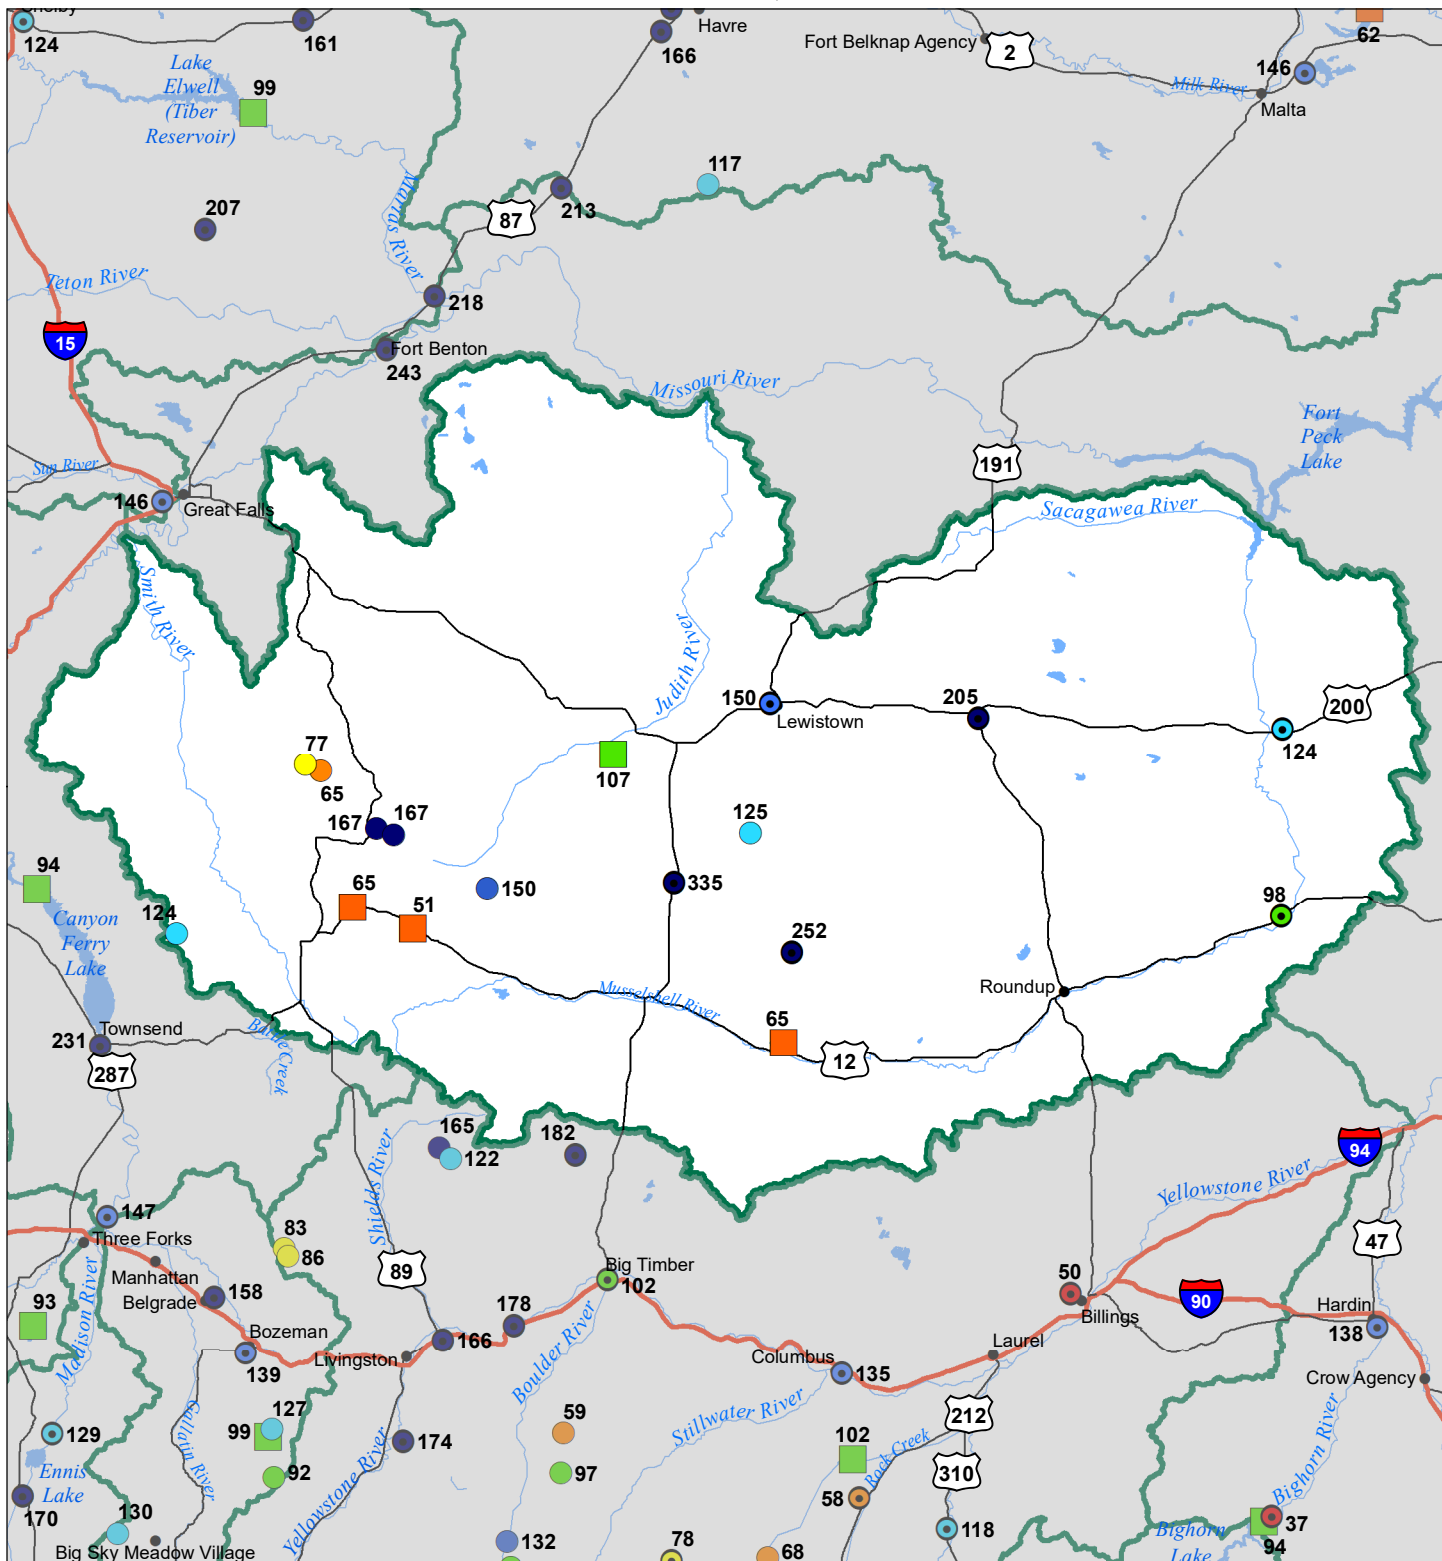 Shelby
124
161
Havre
166
Fort Belknap Agency
2
62
146
Milk River
Malta
Lake
Elwell
(Tiber
Reservoir)
99
117
207
Marias River
87
213
Teton River
218
15
Fort Benton
243
Missouri River
Fort
Peck
Lake
191
Sun River
146
Great Falls
Sacagawea River
Smith River
Judith River
150
Lewistown
205
200
124
77
65
107
167
167
125
150
335
94
65
51
98
Canyon
Ferry
Lake
124
252
Roundup
Musselshell River
65
12
Townsend
231
287
Battle Creek
165
122
182
94
Shields River
Yellowstone River
147
Three Forks
83
86
Manhattan
Belgrade
158
89
Big Timber
102
47
50
Billings
90
Hardin
138
93
Madison River
Bozeman
139
Livingston
166
178
Boulder River
Columbus
135
Laurel
Crow Agency
127
99
129
Gallatin River
92
174
Yellowstone River
59
97
Stillwater River
102
212
Rock Creek
310
58
Bighorn River
Ennis
Lake
170
130
Big Sky Meadow Village
132
78
68
118
37
94
Bighorn
Lake